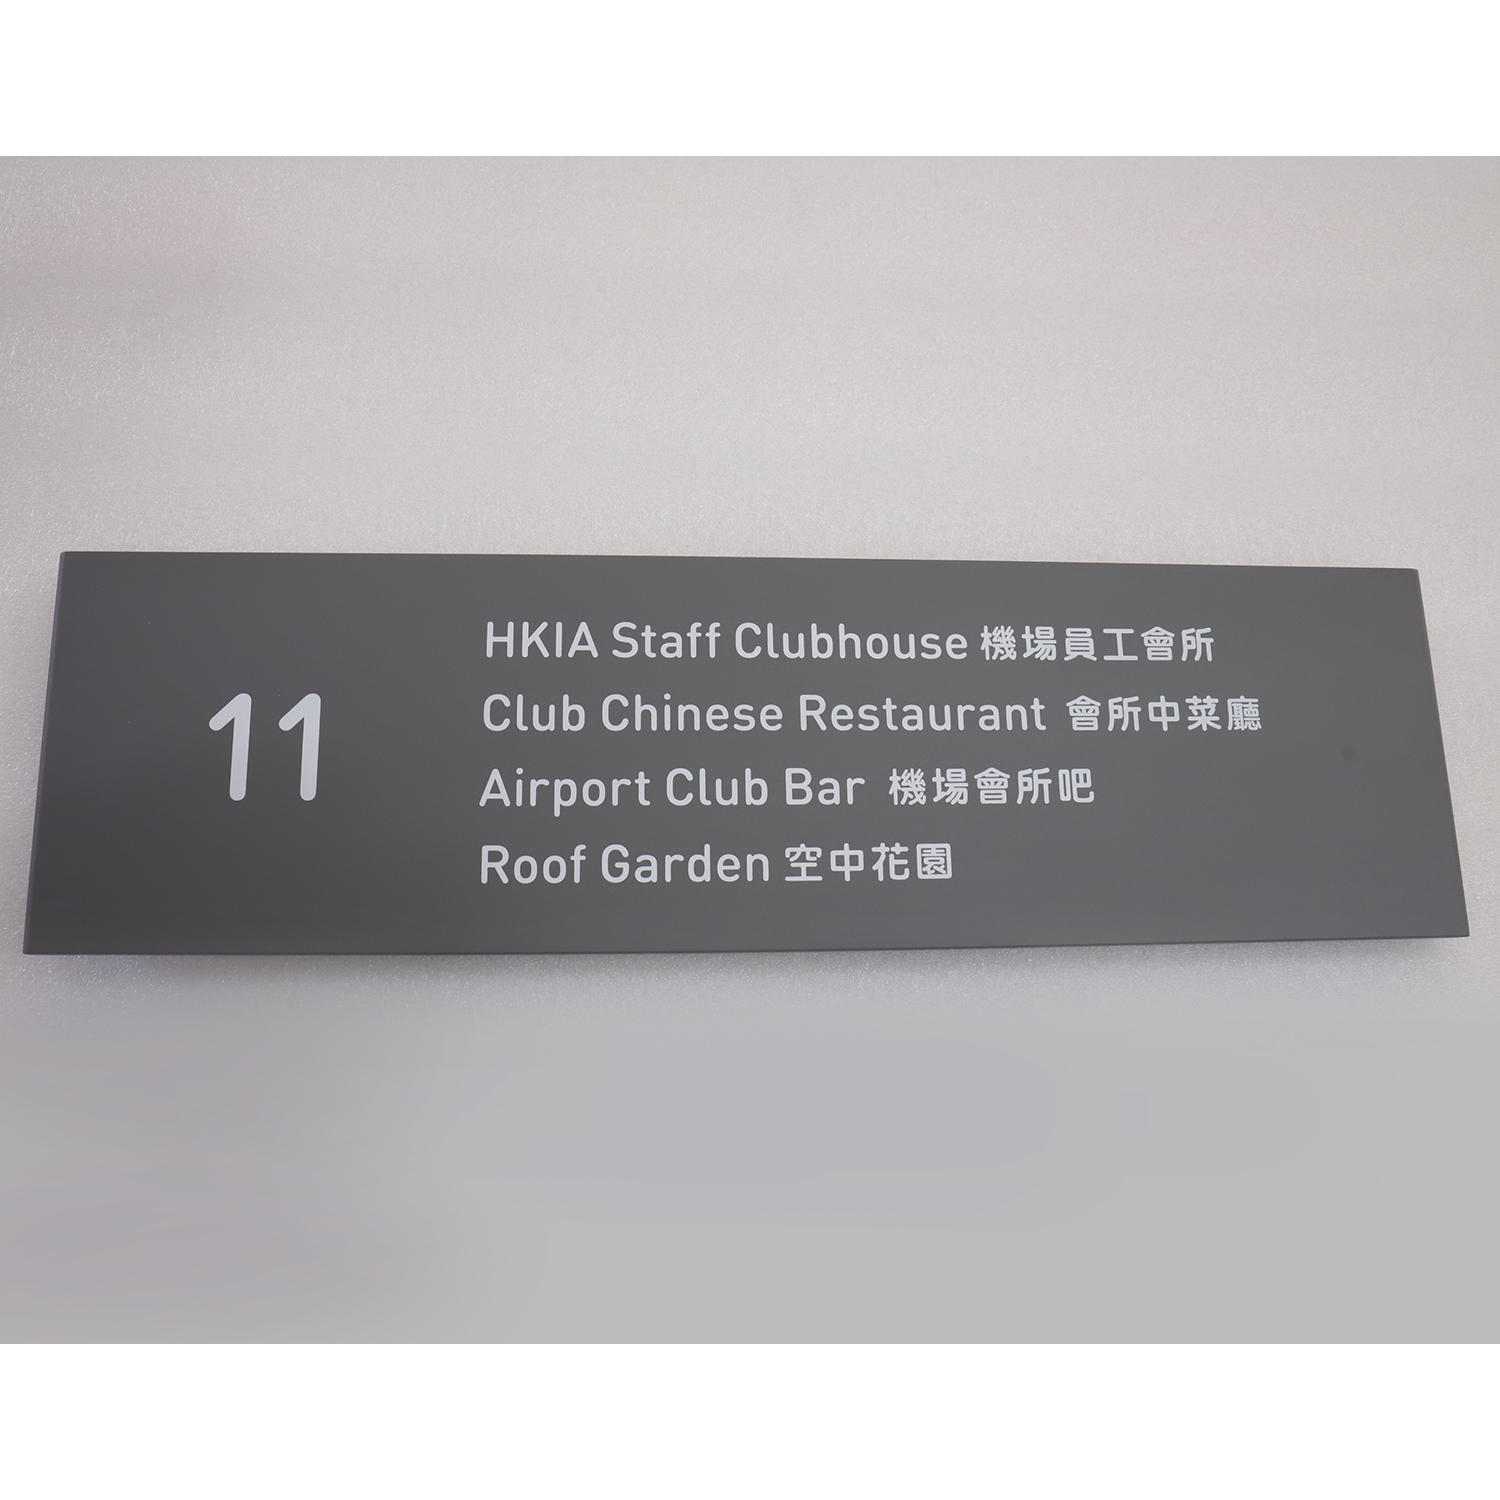 11
HKIA Staff Clubhouse 機場員工會所
Club Chinese Restaurant 會所中菜廳
Airport Club Bar 機場會所吧
Roof Garden 空中花園